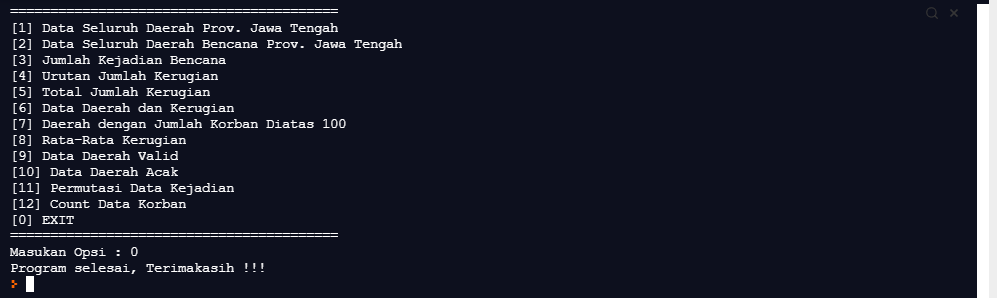 =========================================
[1] Data Seluruh Daerah Prov. Jawa Tengah
[2] Data Seluruh Daerah Bencana Prov. Jawa Tengah
[3] Jumlah Kejadian Bencana
[4] Urutan Jumlah Kerugian
[5] Total Jumlah Kerugian
[6] Data Daerah dan Kerugian
[7] Daerah dengan Jumlah Korban Diatas 100
[8] Rata-Rata Kerugian
[9] Data Daerah Valid
[10] Data Daerah Acak
[11] Permutasi Data Kejadian
[12] Count Data Korban
[0] EXIT
=========================================
Masukan Opsi : 0
Program selesai, Terimakasih !!!